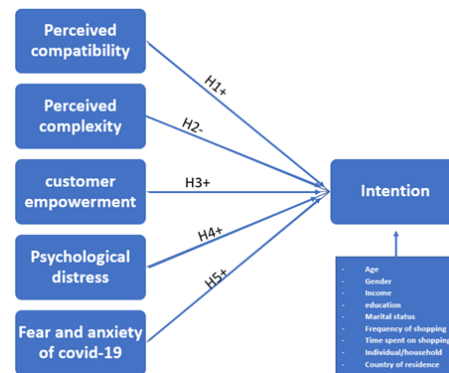 Perceived
compatibility
H1+
Perceived
complexity
H2-
customer
empowerment
H3+
Intention
Psychological
distress
H4+
Fear and anxiety
of covid-19
H5+
- Age
- Gender
- Income
- education
- Marital status
- Frequency of shopping
- Time spent on shopping
- Individual/household
- Country of residence